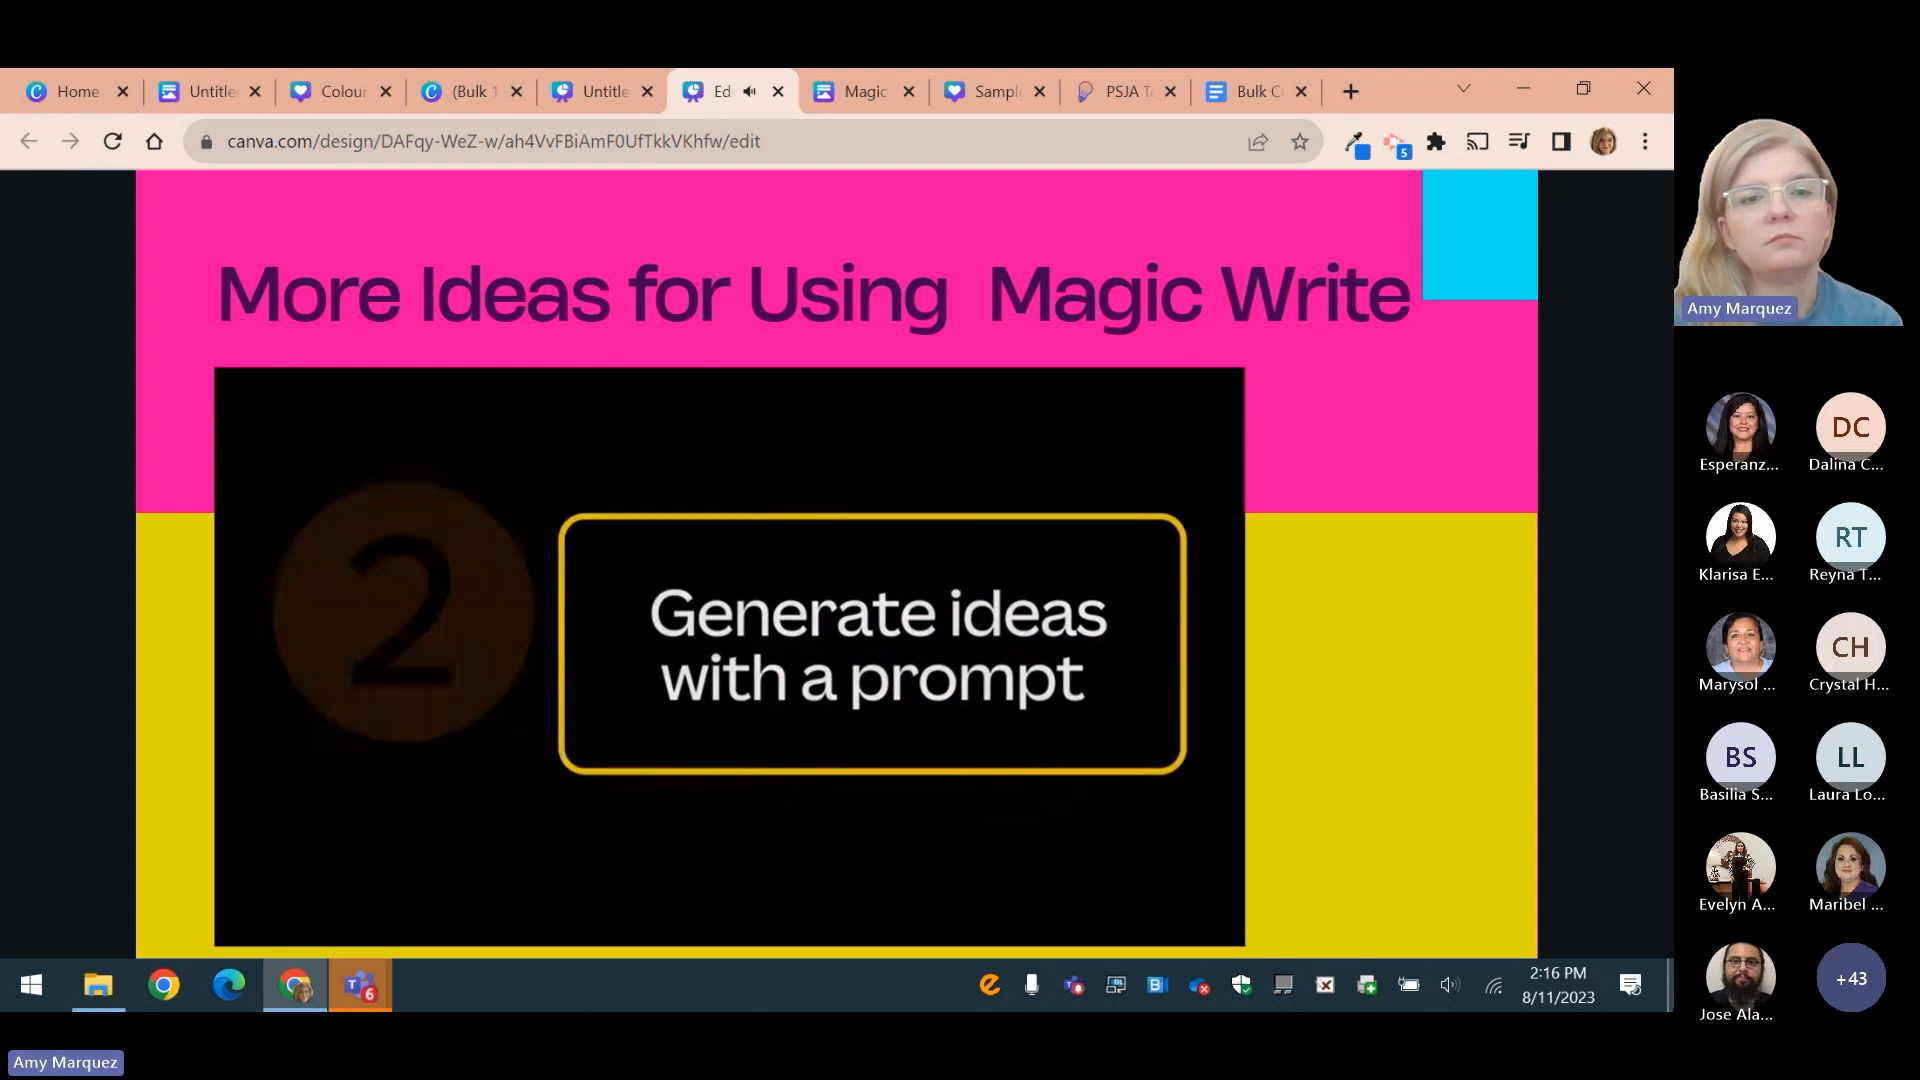 Home
Untitle
Colour
(Bulk 1
Untitle
Ed
Magic
Sampl
PSJA T
Bulk C
canva.com/design/DAFqy-WeZ-w/ah4VvFBiAmF0UfTkkVKhfw/edit
5
More Ideas for Using Magic Write
2
Generate ideas
with a prompt
Amy Marquez
Esperanz...
DC
Dalina C...
Klarisa E...
RT
Reyna T...
Marysol ...
CH
Crystal H...
BS
Basilia S...
LL
Laura Lo...
Evelyn A...
Maribel ...
Jose Ala...
+43
6
2:16 PM
8/11/2023
Amy Marquez